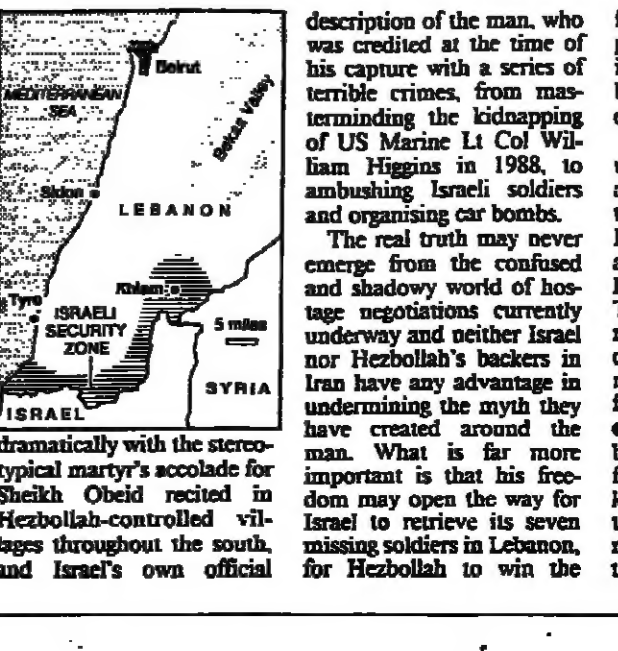 MEDITERRANEAN
SEA
Beirut
Bekaa Valley
Sidon
LEBANON
Khiam
Tyre
ISRAELI
SECURITY
ZONE
5 miles
SYRIA
ISRAEL
dramatically with the stereo-
typical martyr's accolade for
Sheikh Obeid recited in
Hezbollah-controlled vil-
lages throughout the south,
and Israel's own official
description of the man, who
was credited at the time of
his capture with a series of
terrible crimes, from mas-
terminding the kidnapping
of US Marine Lt Col Wil-
liam Higgins in 1988, to
ambushing Israeli soldiers
and organising car bombs.
The real truth may never
emerge from the confused
and shadowy world of hos-
tage negotiations currently
underway and neither Israel
nor Hezbollah's backers in
Iran have any advantage in
undermining the myth they
have created around the
man. What is far more
important is that his free-
dom may open the way for
Israel to retrieve its seven
missing soldiers in Lebanon,
for Hezbollah to win the